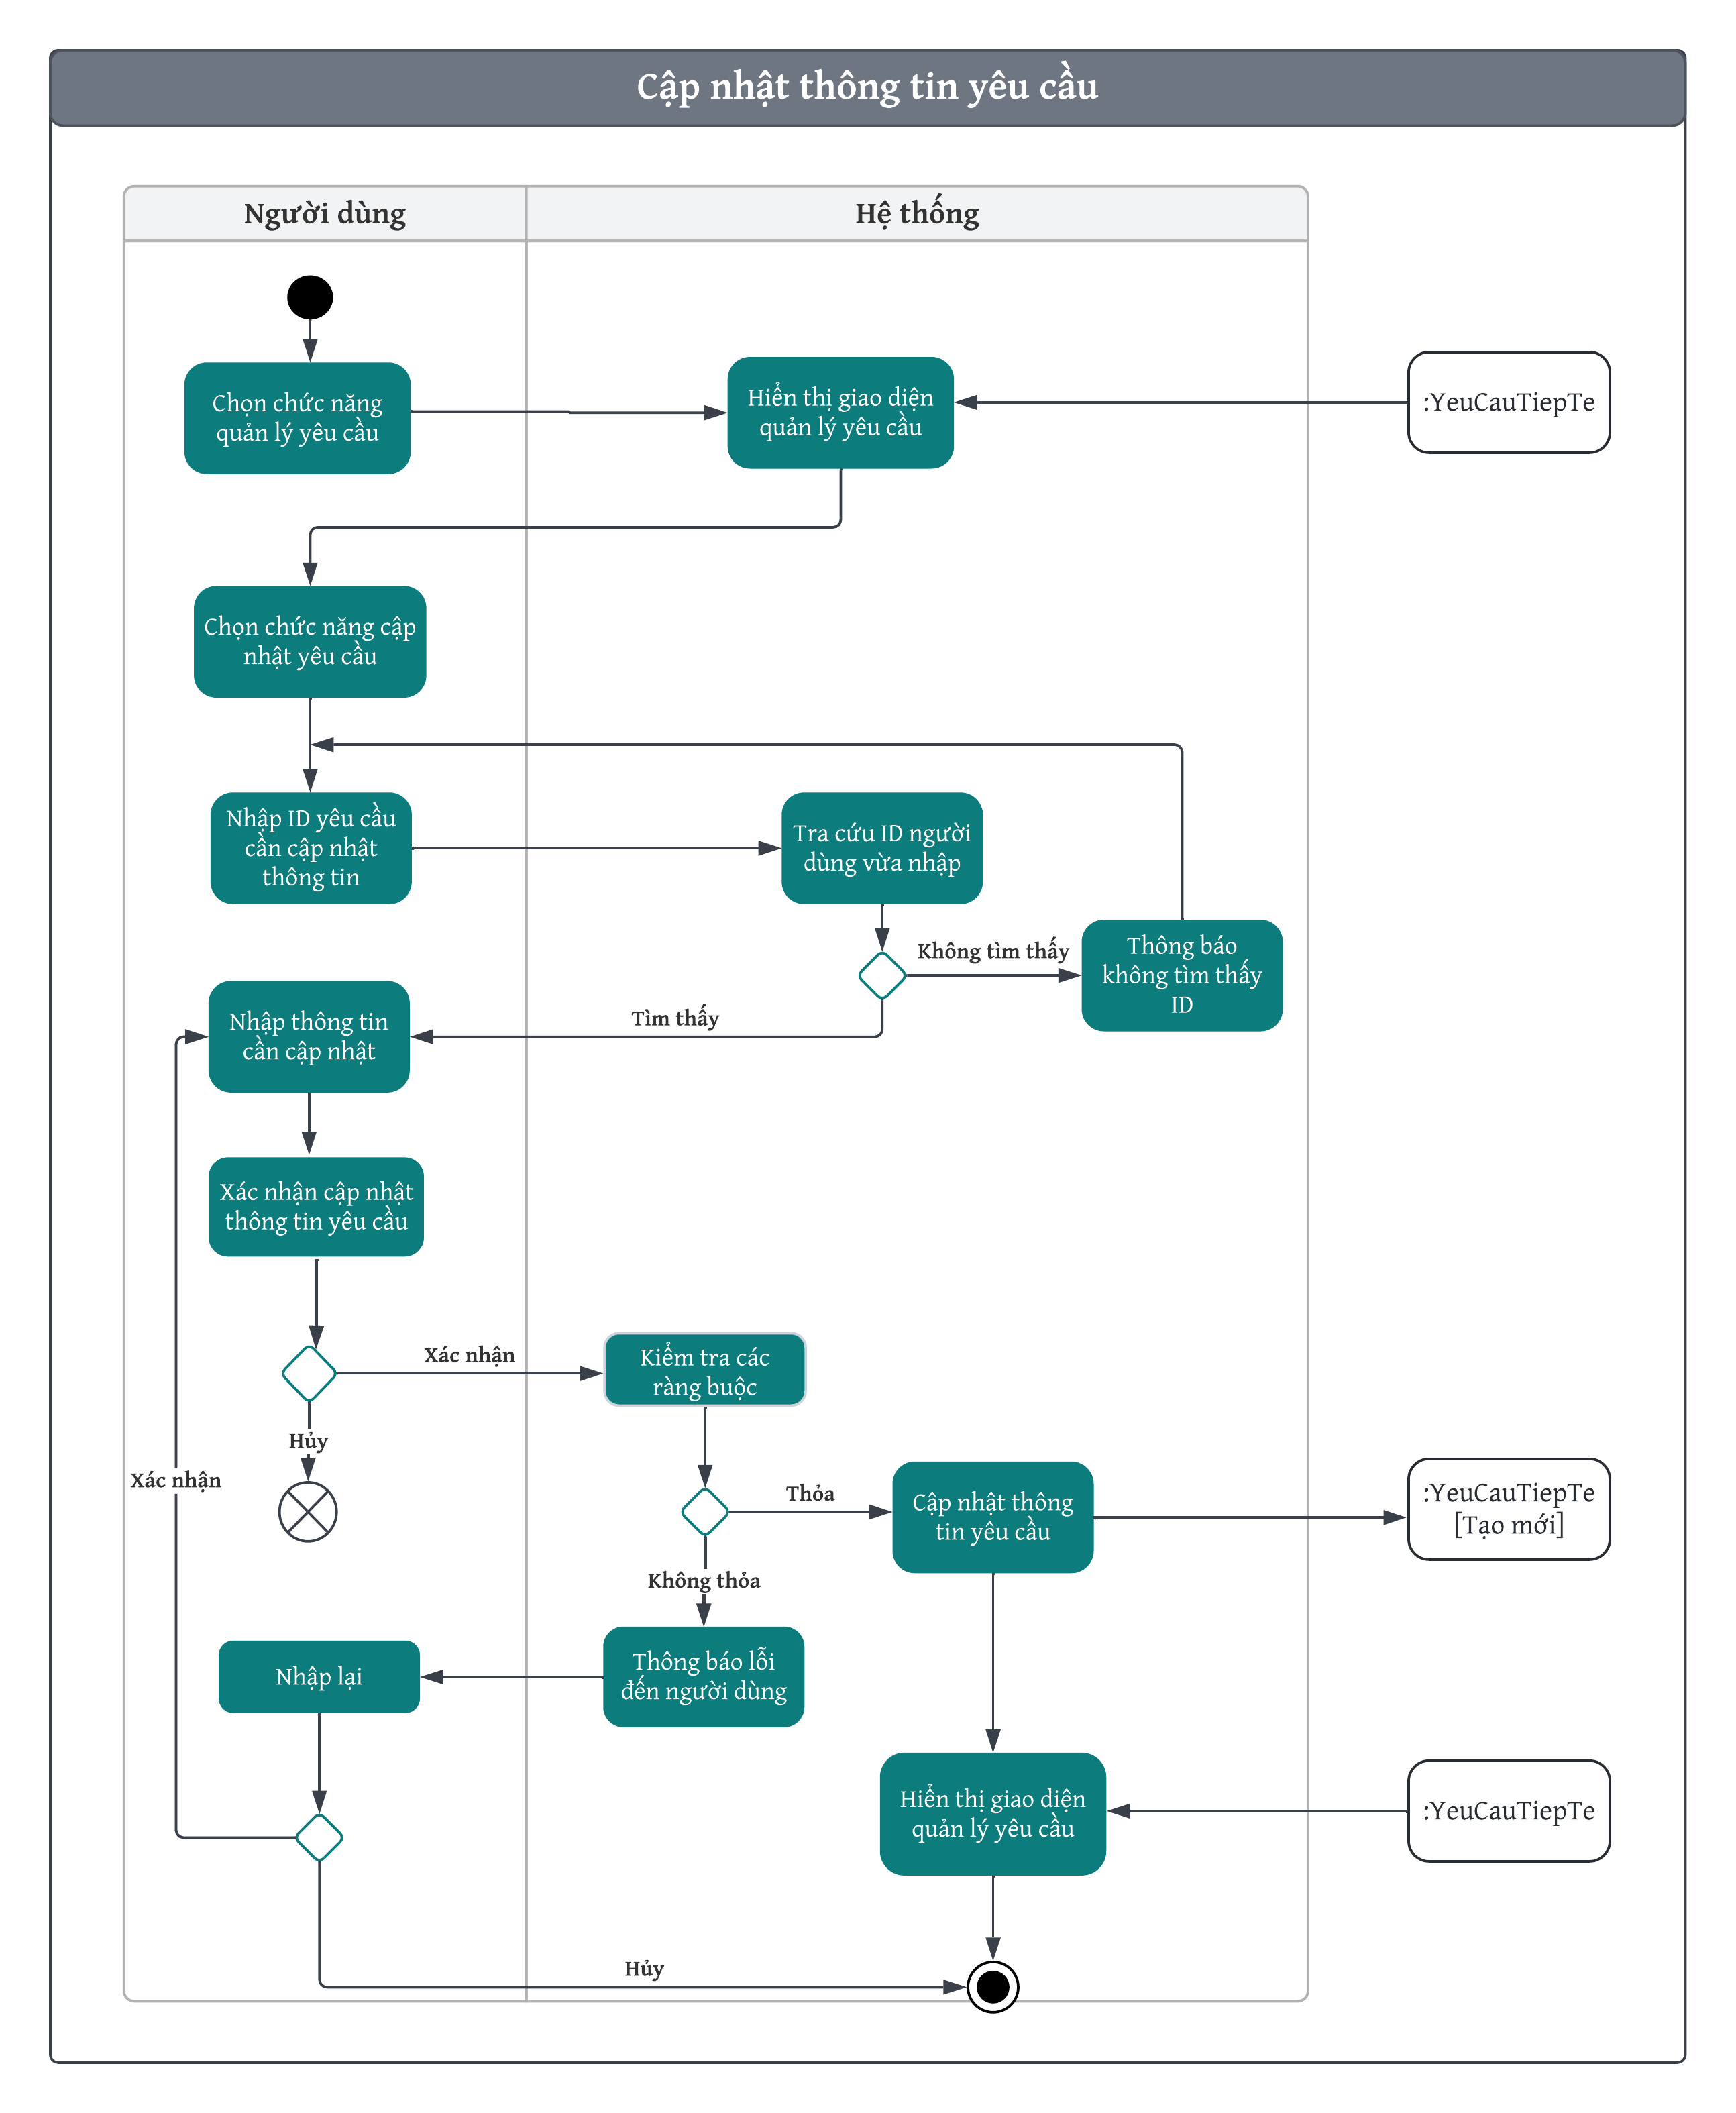 Cập nhật thông tin yêu cầu
Người dùng
Hệ thống
Chọn chức năng
quản lý yêu cầu
Hiển thị giao diện
quản lý yêu cầu
:YeuCauTiepTe
Chọn chức năng cập
nhật yêu cầu
Nhập ID yêu cầu
cần cập nhật
thông tin
Tra cứu ID người
dùng vừa nhập
Không tìm thấy
Thông báo
không tìm thấy
ID
Tìm thấy
Nhập thông tin
cần cập nhật
Xác nhận cập nhật
thông tin yêu cầu
Xác nhận
Kiểm tra các
ràng buộc
Hủy
Xác nhận
Thỏa
Cập nhật thông
tin yêu cầu
:YeuCauTiepTe
[Tạo mới]
Không thỏa
Thông báo lỗi
đến người dùng
Nhập lại
Hiển thị giao diện
quản lý yêu cầu
:YeuCauTiepTe
Hủy